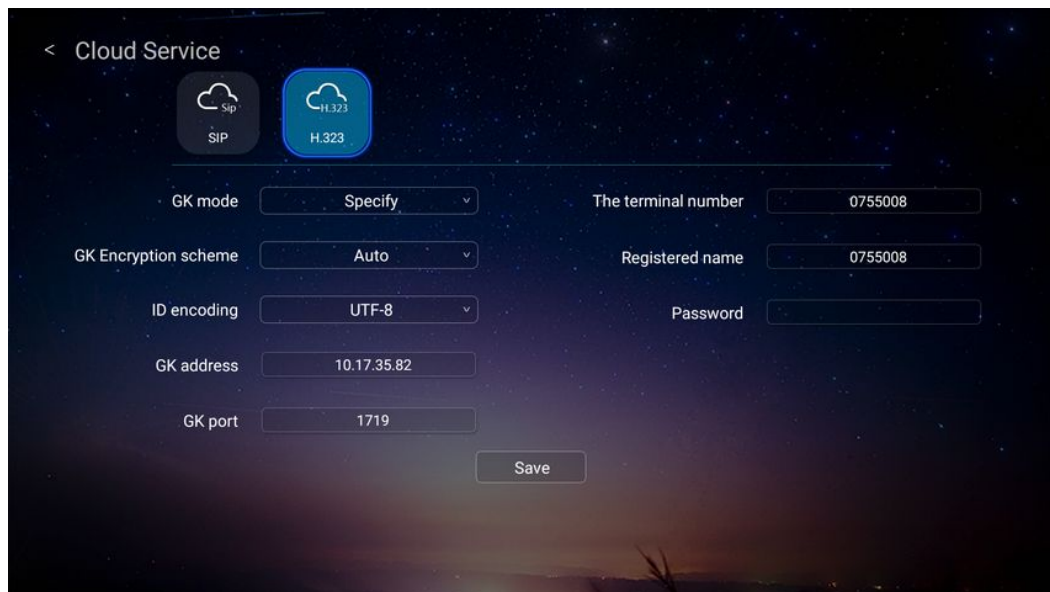 < Cloud Service
Sip
SIP
H.323
H.323
GK mode
Specify
The terminal number
0755008
GK Encryption scheme
Auto
Registered name
0755008
ID encoding
UTF-8
Password
GK address
10.17.35.82
GK port
1719
Save